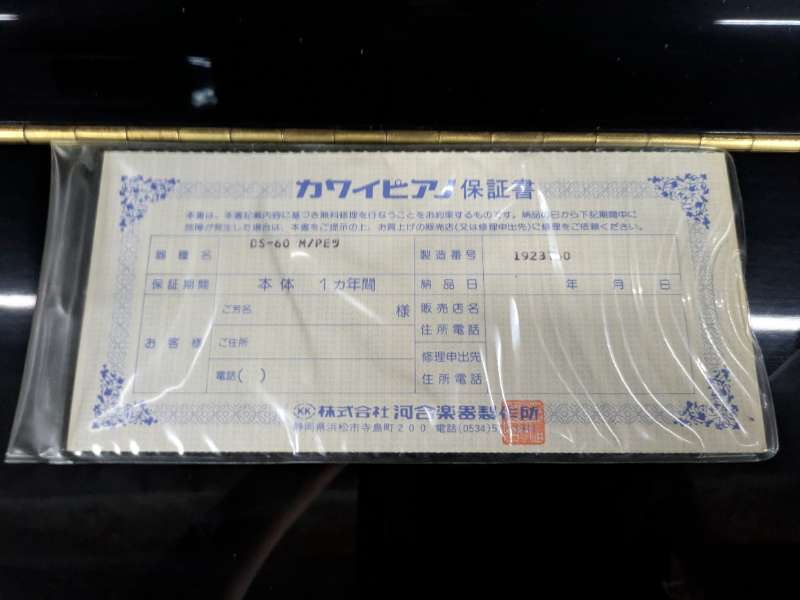 カワイピアノ保証書
本書は、本書記載内容に基づき無料修理を行なうことをお約束するものです。納品の日から下記期間中に
故障が発生した場合は、本書をご提示の上、お買上げの販売店(又は修理申出先)に修理をご依頼ください。
器種名 DS-60 M/PEタ 製造番号
保証期間 本体 1ヵ年間 納品日 年 月 日
お客様 ご芳名 様
ご住所
電話( )
販売店名
住所電話
修理申出先
住所電話
KK 株式会社 河合楽器製作所
静岡県浜松市寺島町200 電話(0534)